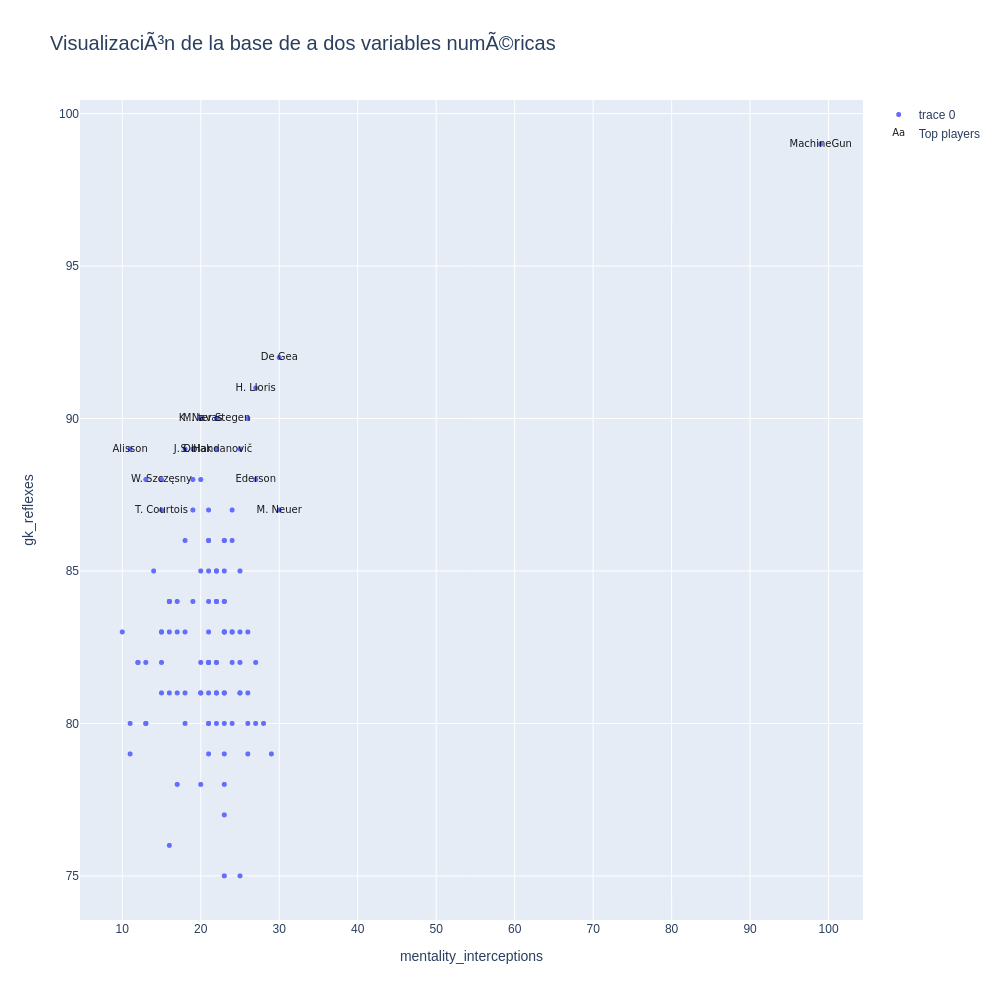 VisualizaciÃ³n de la base de a dos variables numÃ©ricas
100
95
90
85
80
75
gk_reflexes
MachineGun
De Gea
H. Lloris
Alisson
W. Szczęsny
Ederson
T. Courtois
M. Neuer
10
20
30
40
50
60
70
80
90
100
mentality_interceptions
trace 0
Aa
Top players